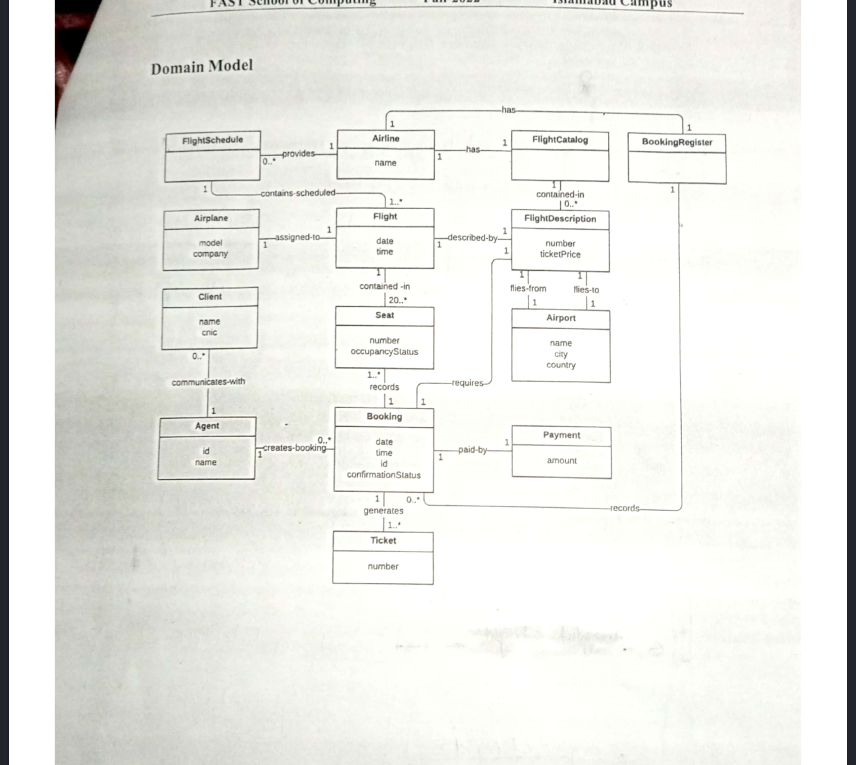 FAST School of Computing Fall 2022 Islamabad Campus
Domain Model
has
1
1
FlightSchedule
Airline
FlightCatalog
BookingRegister
0..*
provides
1
name
1
has
1
1
contains-scheduled
1..*
1
contained-in
0..*
1
Airplane
Flight
FlightDescription
model
company
1
assigned-to
1
date
time
1
described-by
1
1
number
ticketPrice
1
contained -in
20..*
1
flies-from
1
1
flies-to
1
Client
Seat
Airport
name
cnic
number
occupancyStatus
name
city
country
0..*
communicates-with
1
1..*
records
1
1
requires
Agent
Booking
Payment
id
name
1
creates-booking
0..*
date
time
id
confirmationStatus
1
paid-by
1
amount
1
generates
1..*
0..*
records
Ticket
number